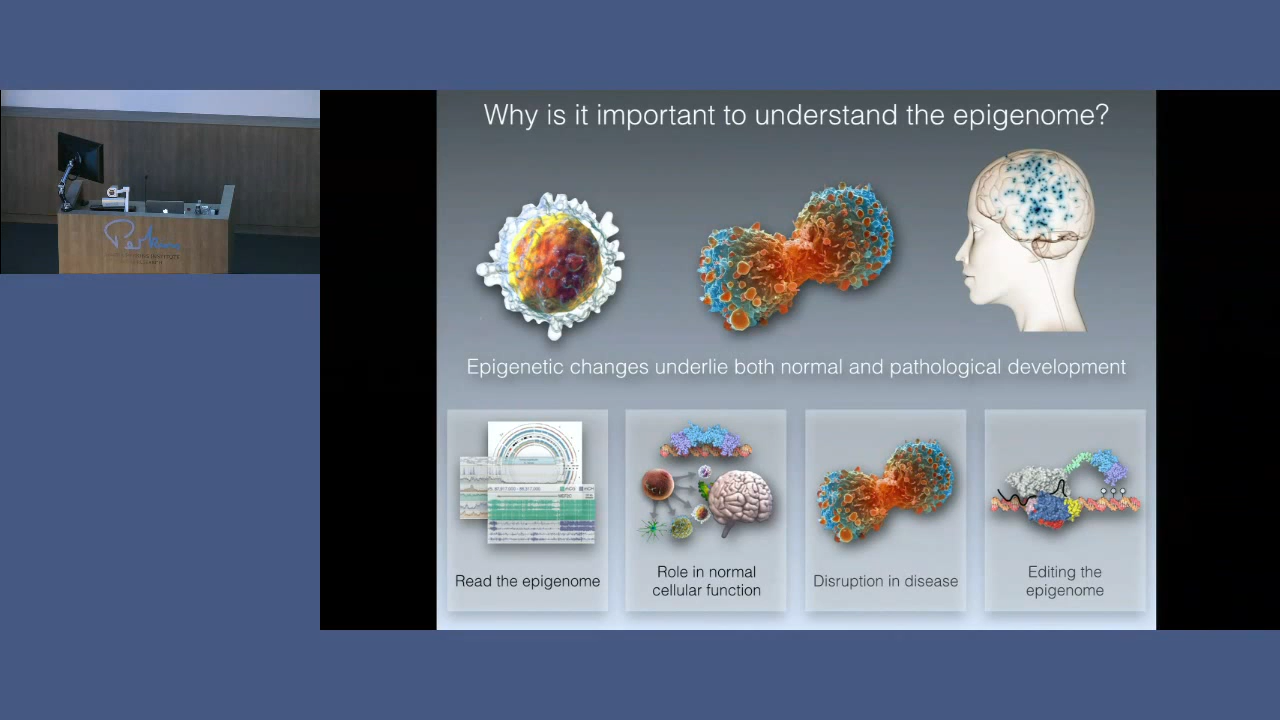 Why is it important to understand the epigenome?
Epigenetic changes underlie both normal and pathological development
Read the epigenome
Role in normal
cellular function
Disruption in disease
Editing the
epigenome
Perkins